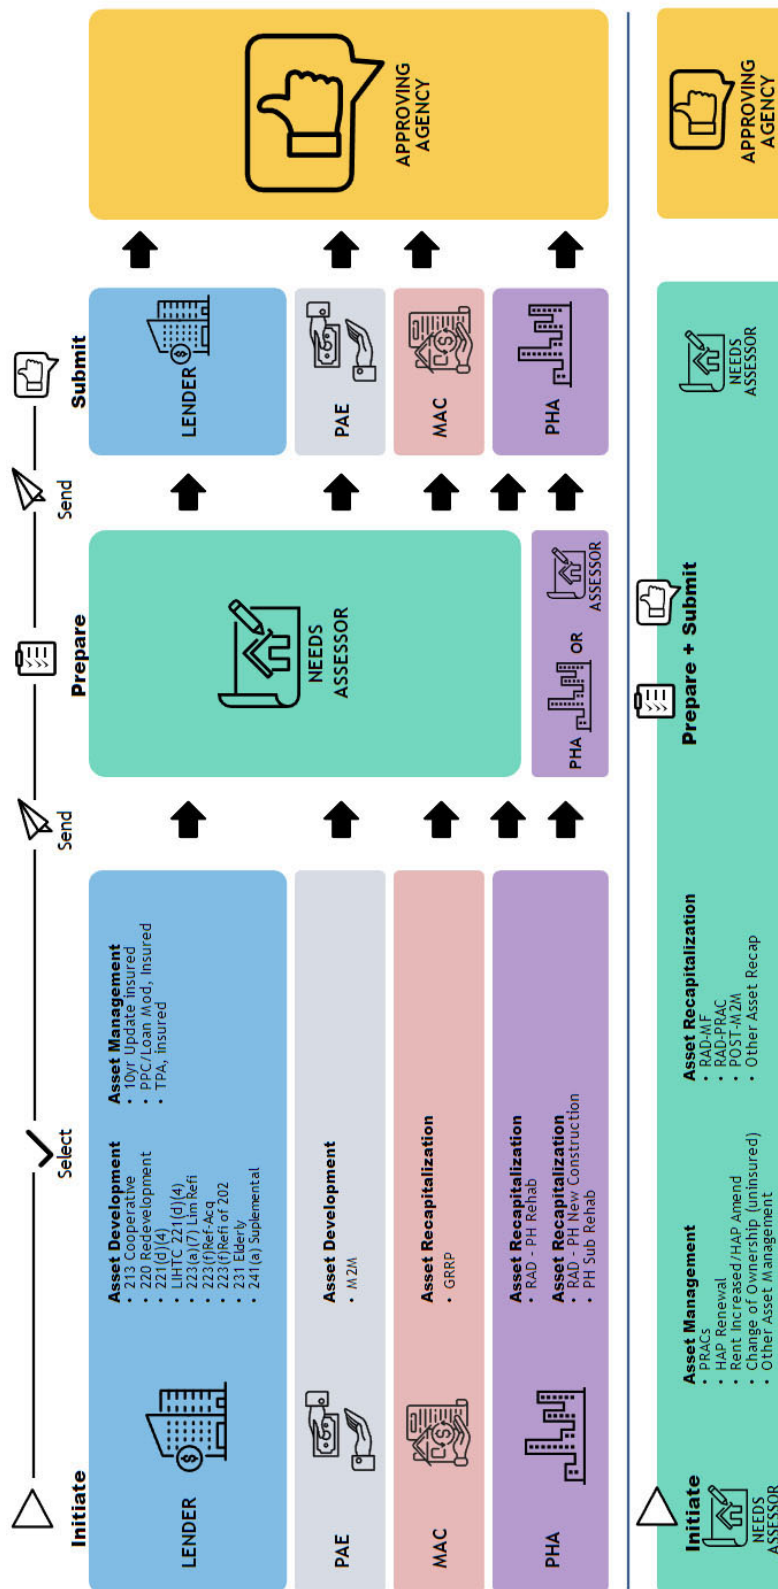 Initiate
Select
Send
Prepare
Send
Submit
LENDER
Asset Development
• 213 Cooperative
• 220 Redevelopment
• 221(d)(4)
• LIHTC 221(d)(4)
• 223(a)(7) Lim Refi
• 223(f)Ref-Acq
• 223(f)Refi of 202
• 231 Elderly
• 241(a) Suplemental
Asset Management
• 10yr Update insured
• PPC/Loan Mod, Insured
• TPA, insured
PAE
Asset Development
• M2M
MAC
Asset Recapitalization
• GRRP
PHA
Asset Recapitalization
• RAD - PH Rehab
Asset Recapitalization
• RAD - PH New Construction
• PH Sub Rehab
NEEDS
ASSESSOR
PHA
OR
ASSESSOR
LENDER
PAE
MAC
PHA
APPROVING
AGENCY
Initiate
NEEDS
ASSESSOR
Asset Management
• PRACs
• HAP Renewal
• Rent Increased/HAP Amend
• Change of Ownership (uninsured)
• Other Asset Management
Asset Recapitalization
• RAD-MF
• RAD-PRAC
• POST-M2M
• Other Asset Recap
Prepare + Submit
NEEDS
ASSESSOR
APPROVING
AGENCY